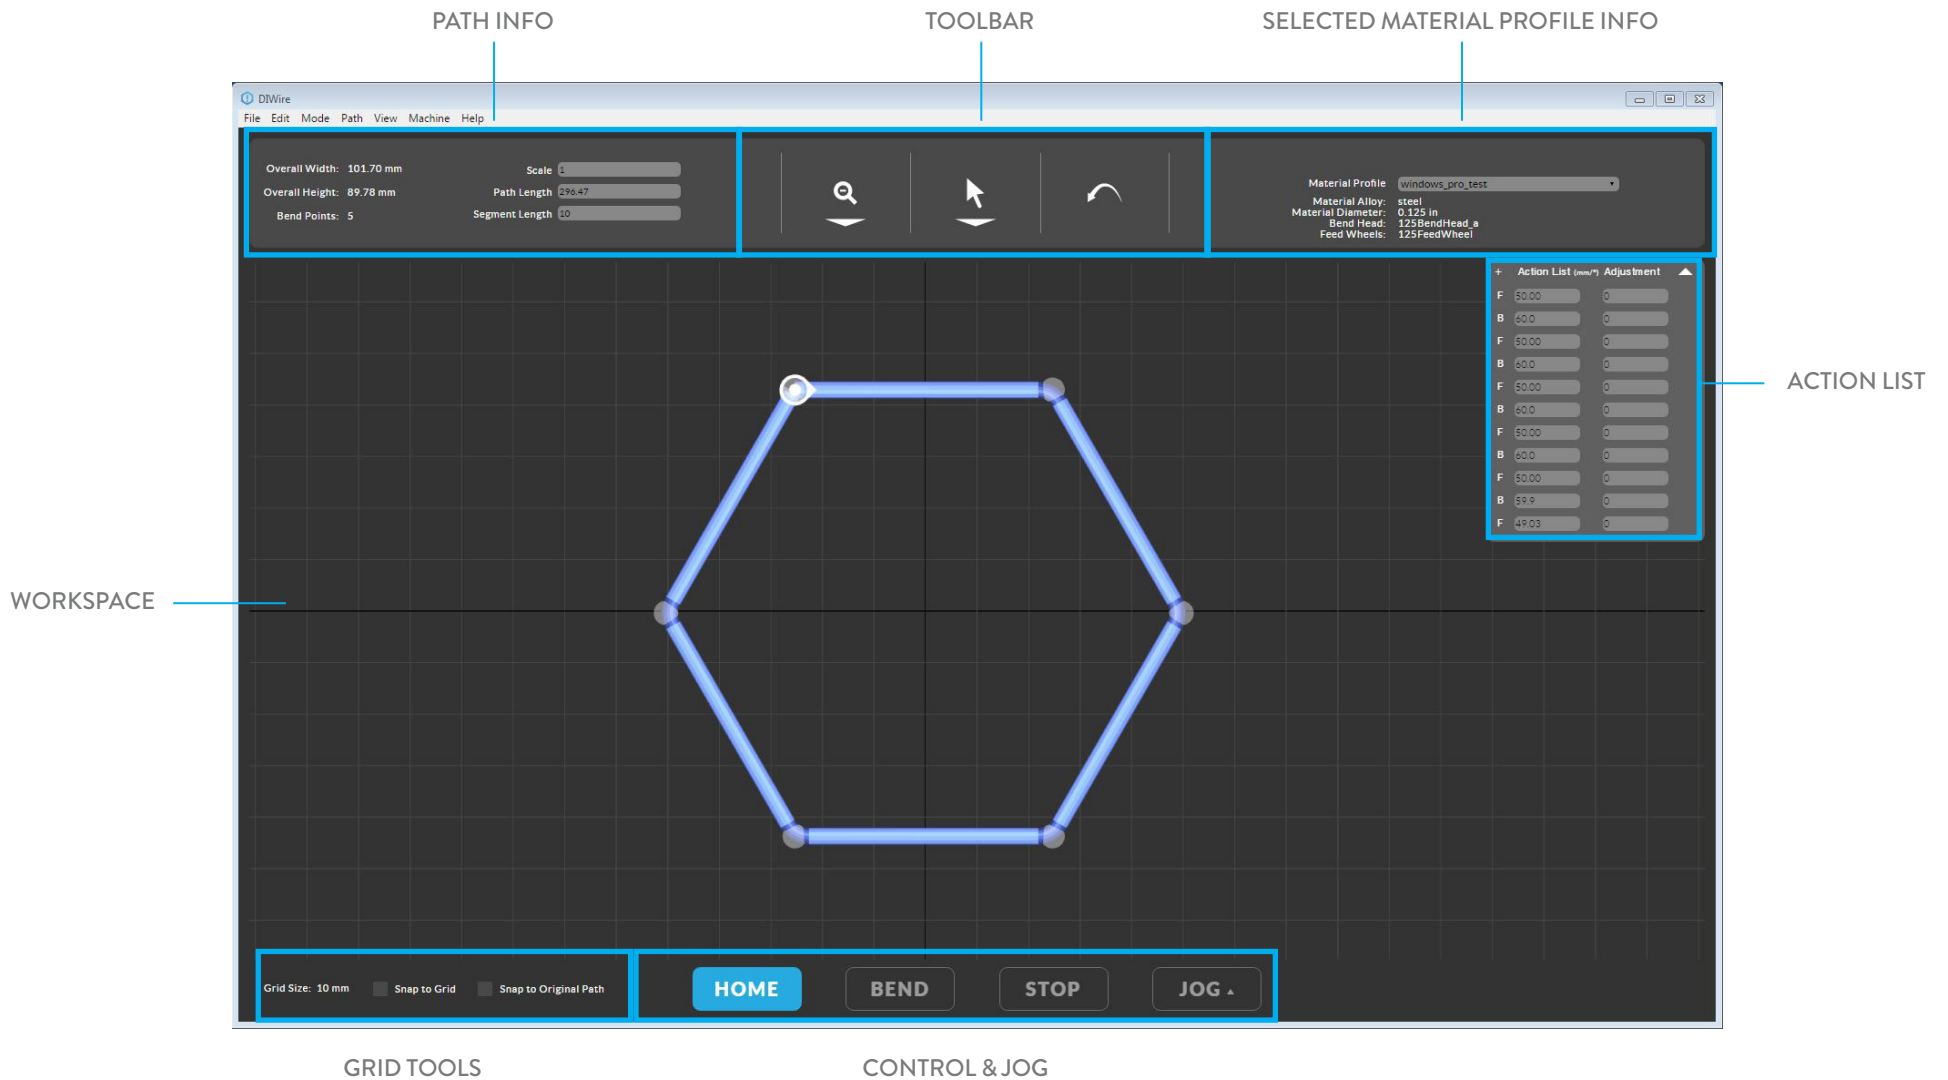 PATH INFO
TOOLBAR
SELECTED MATERIAL PROFILE INFO
DIWire
File Edit Mode Path View Machine Help
Overall Width: 101.70 mm
Overall Height: 89.78 mm
Bend Points: 5
Scale 1
Path Length 296.47
Segment Length 10
Material Profile windows_pro_test
Material Alloy: steel
Material Diameter: 0.125 in
Bend Head: 125BendHead_a
Feed Wheels: 125FeedWheel
+ Action List (mm/°) Adjustment
F 50.00 0
B 60.0 0
F 50.00 0
B 60.0 0
F 50.00 0
B 60.0 0
F 50.00 0
B 60.0 0
F 50.00 0
B 59.9 0
F 49.03 0
ACTION LIST
WORKSPACE
Grid Size: 10 mm Snap to Grid Snap to Original Path
HOME BEND STOP JOG
GRID TOOLS
CONTROL & JOG